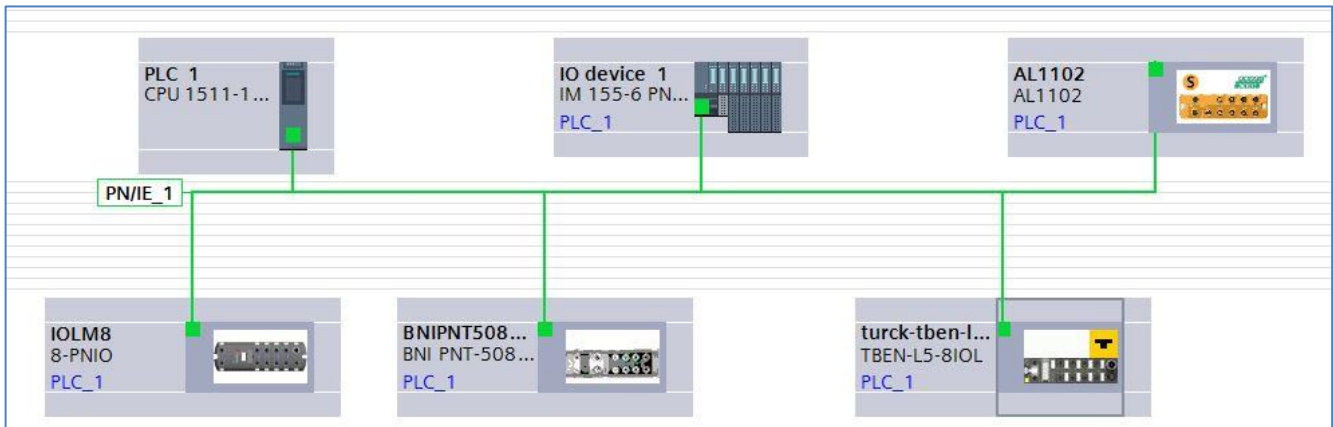 PLC_1
CPU 1511-1...
IO device_1
IM 155-6 PN...
PLC_1
AL1102
AL1102
PLC_1
S
PN/IE_1
IOLM8
8-PNIO
PLC_1
BNIPNT508...
BNI PNT-508...
PLC_1
turck-tben-l...
TBEN-L5-8IOL
PLC_1